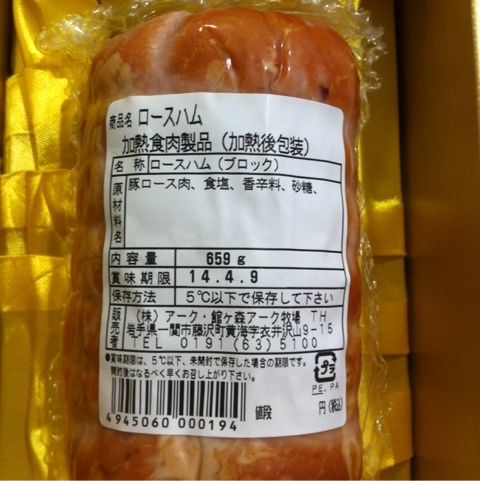 商品名 ロースハム
加熱食肉製品（加熱後包装）
名 称 ロースハム（ブロック）
原材料名 豚ロース肉、食塩、香辛料、砂糖、
内容量 659g
賞味期限 14.4.9
保存方法 5℃以下で保存して下さい
販売者 （株）アーク・館ヶ森アーク牧場 TH
岩手県一関市藤沢町黄海字衣井沢山9-15
TEL 0191(63)5100
●賞味期限は、5℃以下、未開封で保存した場合の期限です。
開封後はなるべく早くお召し上がり下さい。
プラ
PE. PA
4945060 000194
値段 円(税込)